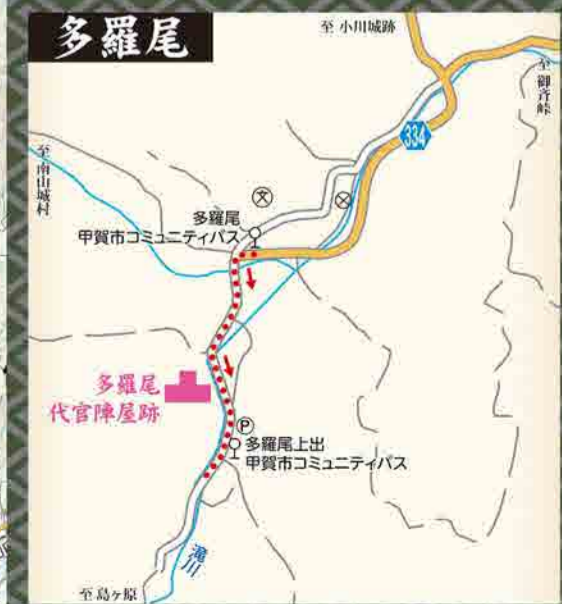 多羅尾
至 小川城跡
至 御斉峠
334
至 南山城村
文
多羅尾
甲賀市コミュニティバス
多羅尾
代官陣屋跡
P
多羅尾上出
甲賀市コミュニティバス
滝川
至 島ヶ原